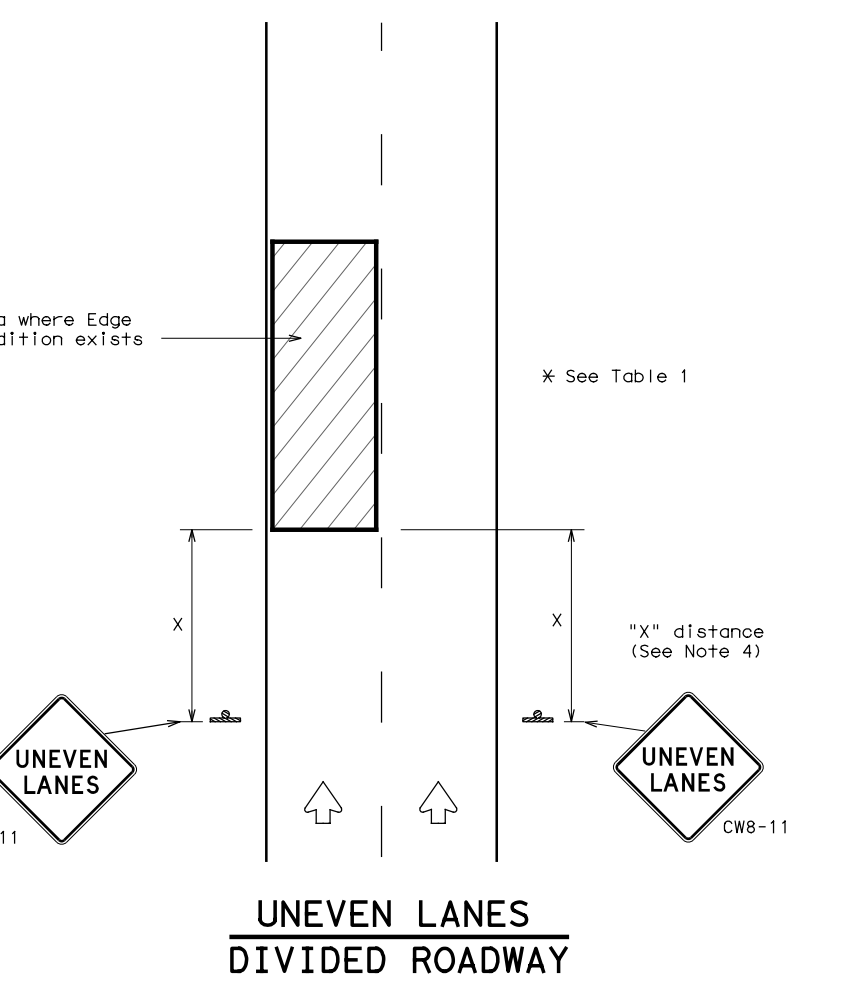 a where Edge
dition exists
* See Table 1
X
X
"X" distance
(See Note 4)
UNEVEN
LANES
UNEVEN
LANES
11
CW8-11
UNEVEN LANES
DIVIDED ROADWAY